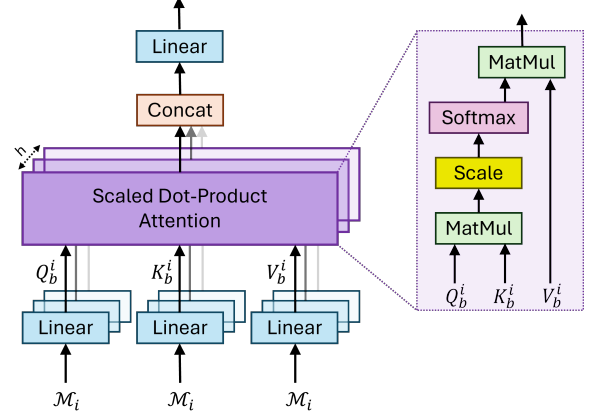 Linear
Concat
h
Scaled Dot-Product
Attention
Q_b^i K_b^i V_b^i
Linear Linear Linear
ℳ_i ℳ_i ℳ_i
MatMul
Softmax
Scale
MatMul
Q_b^i K_b^i V_b^i